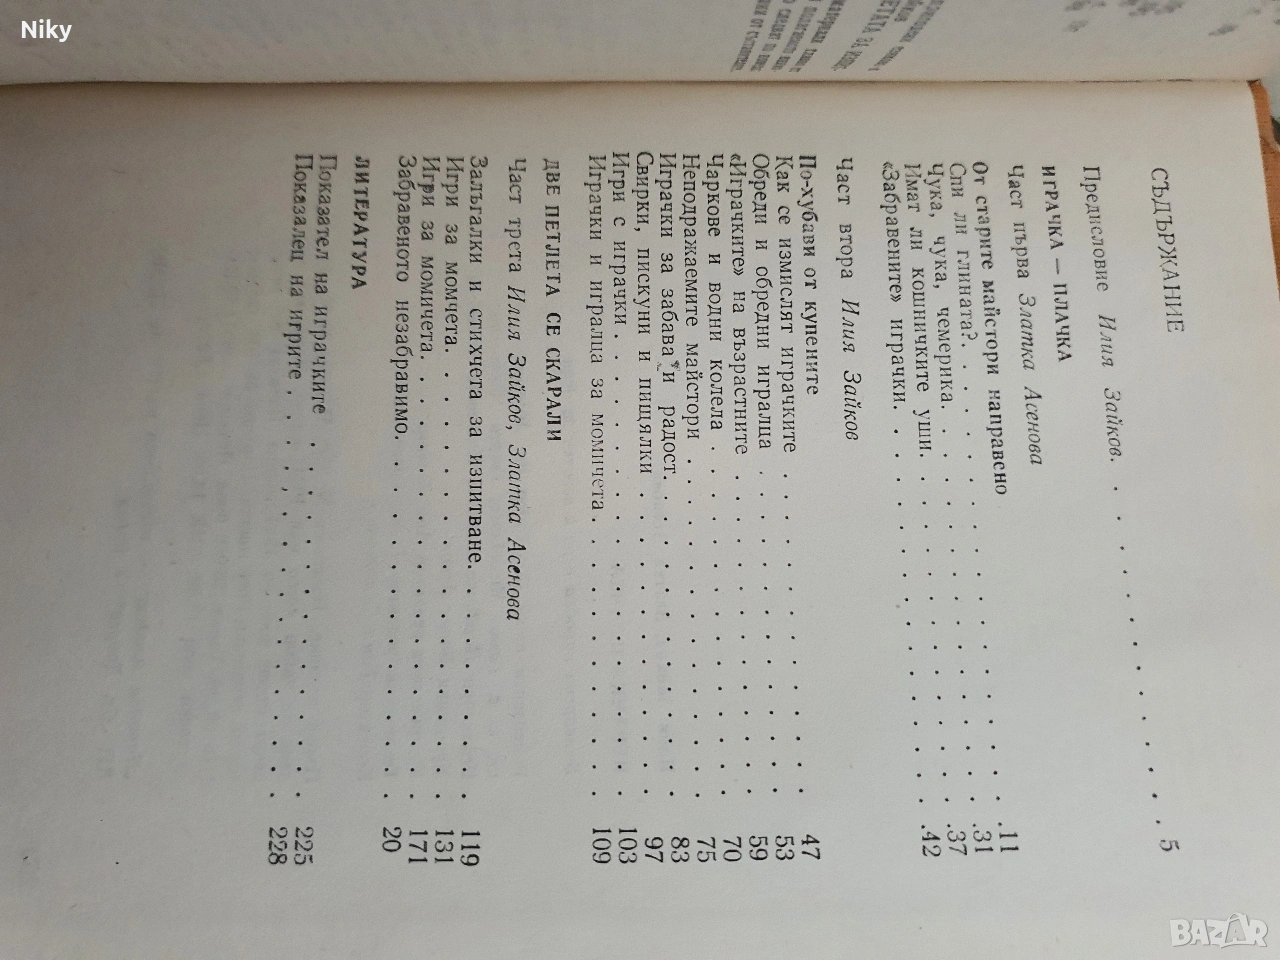 Niky
СЪДЪРЖАНИЕ
Предисловие Илия Зайков. . . . . . . . . . . . . 5
ИГРАЧКА — ПЛАЧКА
Част първа Златка Асенова
От старите майстори направено . . . . . . . . . .11
Спи ли глината? . . . . . . . . . . . . . .31
Чука, чука, чемерика. . . . . . . . . . . . . .37
Имат ли кошничките уши. . . . . . . . . . . . .42
«Забравените» играчки. . . . . . . . . . . . .
Част втора Илия Зайков
По-хубави от купените . . . . . . . . . . . 47
Как се измислят играчките . . . . . . . . . . . 53
Обреди и обредни игралца . . . . . . . . . . . 59
«Играчките» на възрастните . . . . . . . . . . . 70
Чаркове и водни колела . . . . . . . . . . . 75
Неподражаемите майстори . . . . . . . . . . . 83
Играчки за забава и радост. . . . . . . . . . . 97
Свирки, пискуни и пищялки . . . . . . . . . . . 103
Игри с играчки. . . . . . . . . . . . . . 109
Играчки и игралца за момичета. . . . . . . . . .
ДВЕ ПЕТЛЕТА СЕ СКАРАЛИ
Част трета Илия Зайков, Златка Асенова
Залъгалки и стихчета за изпитване. . . . . . . . . 119
Игри за момчета. . . . . . . . . . . . . . 131
Игри за момичета. . . . . . . . . . . . . . 171
Забравеното незабравимо. . . . . . . . . . . . 20
ЛИТЕРАТУРА
Показател на играчките . . . . . . . . . . . . 225
Показалец на игрите. . . . . . . . . . . . . 228
BAZAR